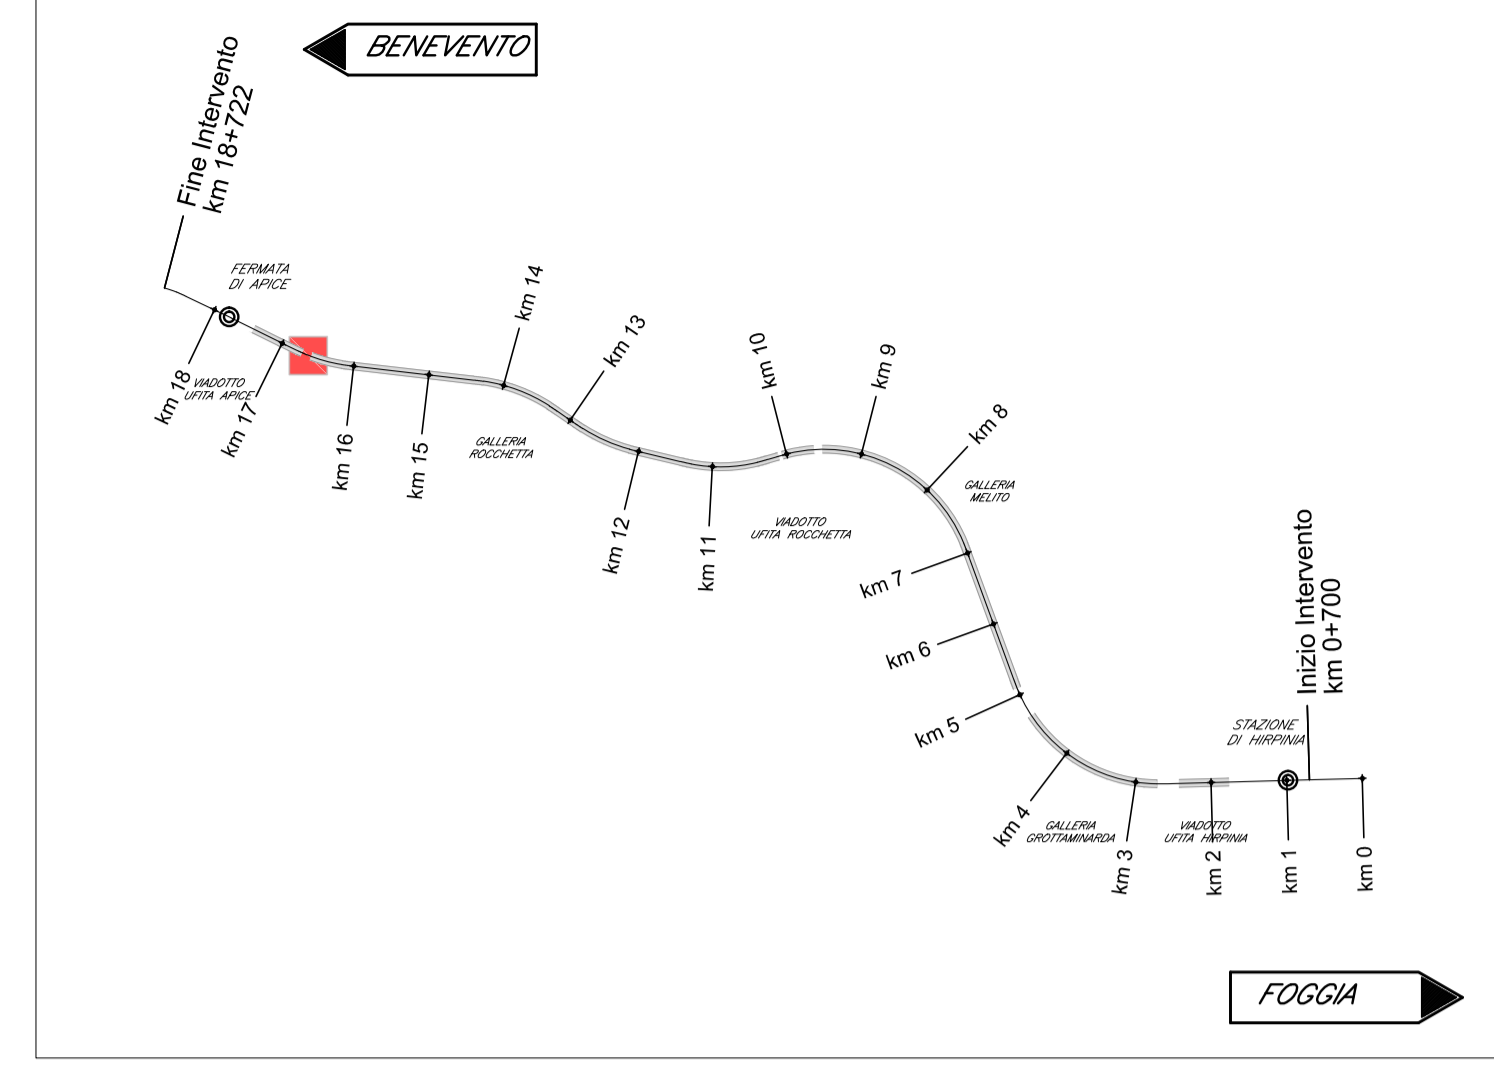 BENEVENTO
Fine Intervento
km 18+722
FERMATA
DI APICE
km 18
VIADOTTO
UFITA APICE
km 17
km 16
km 15
km 14
GALLERIA
ROCCHETTA
km 13
km 12
km 11
km 10
VIADOTTO
UFITA ROCCHETTA
km 9
km 8
GALLERIA
MELITO
km 7
km 6
km 5
Inizio Intervento
km 0+700
STAZIONE
DI HIRPINIA
km 4
GALLERIA
GROTTAMINARDA
km 3
VIADOTTO
UFITA HIRPINIA
km 2
km 1
km 0
FOGGIA